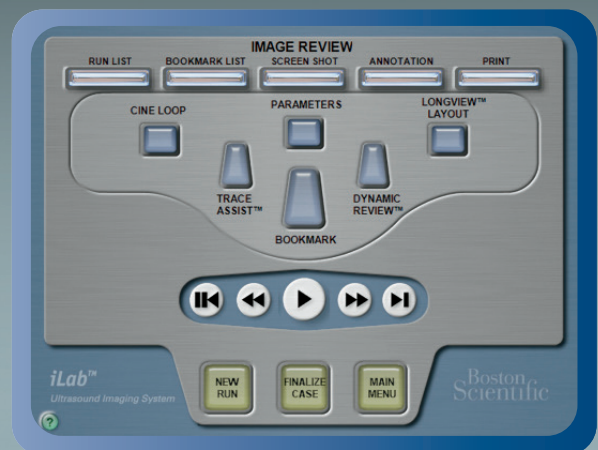 IMAGE REVIEW
RUN LIST
BOOKMARK LIST
SCREEN SHOT
ANNOTATION
PRINT
CINE LOOP
PARAMETERS
LONGVIEW™
LAYOUT
TRACE
ASSIST™
DYNAMIC
REVIEW™
BOOKMARK
NEW
RUN
FINALIZE
CASE
MAIN
MENU
iLab™
Ultrasound Imaging System
Boston
Scientific
?